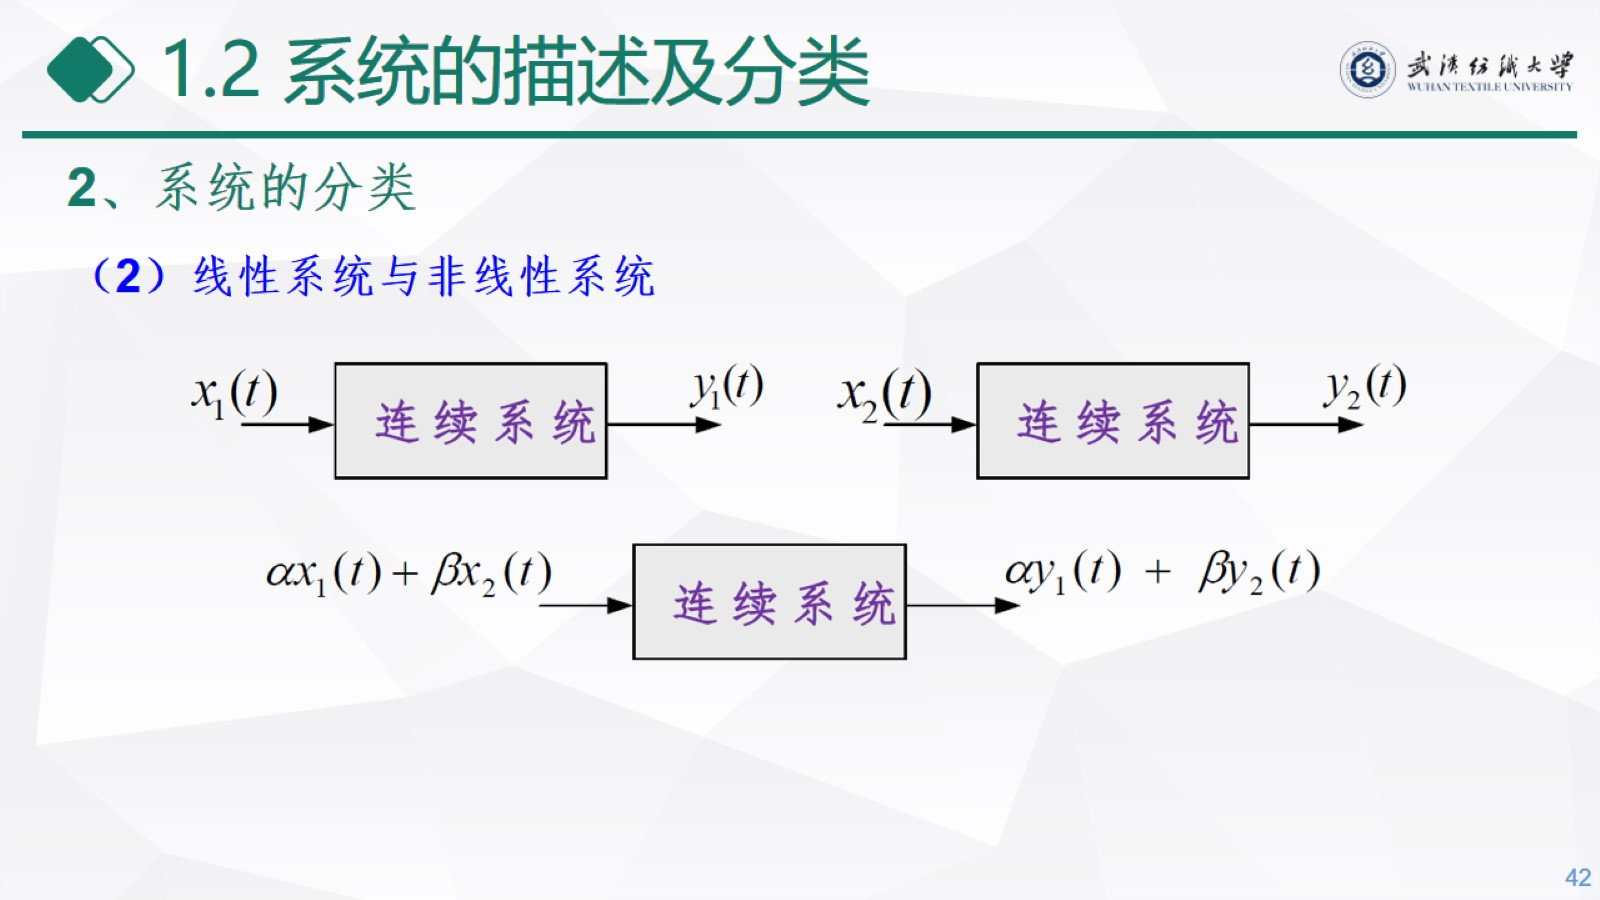 1.2 系统的描述及分类
武汉纺织大学
WUHAN TEXTILE UNIVERSITY
2、系统的分类
（2）线性系统与非线性系统
x₁(t) 连续系统 y₁(t) x₂(t) 连续系统 y₂(t)
αx₁(t) + βx₂(t) 连续系统 αy₁(t) + βy₂(t)
42